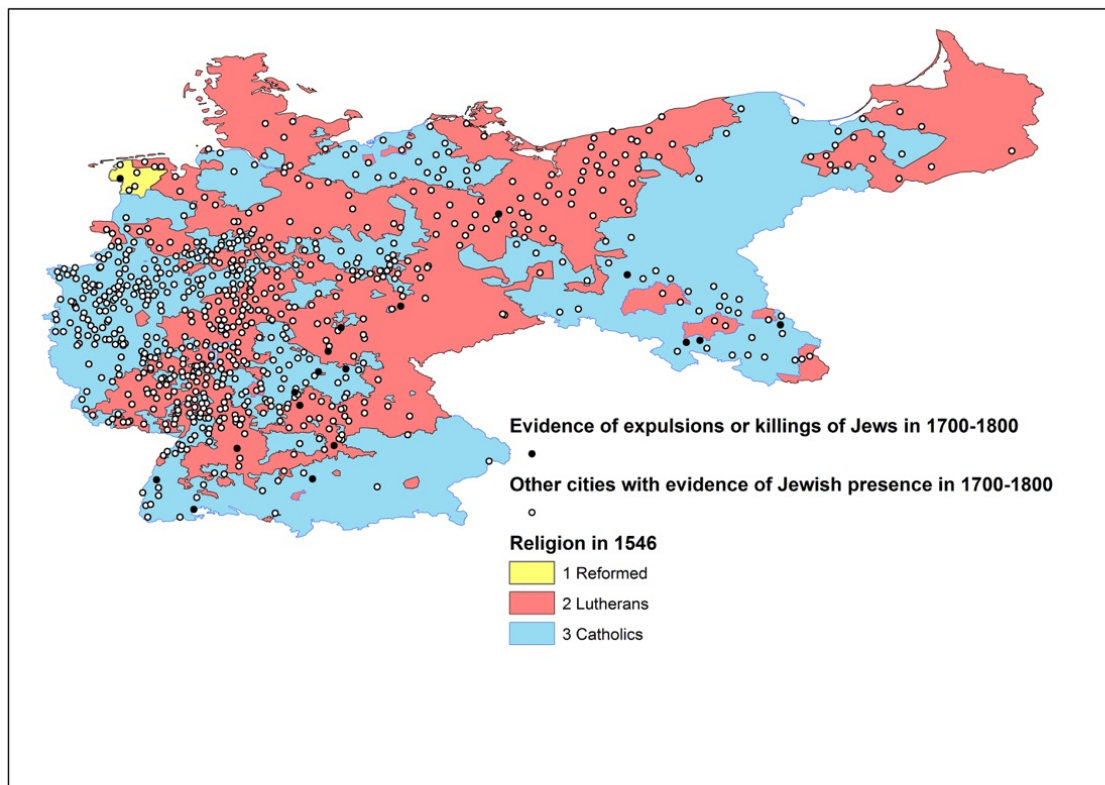 Evidence of expulsions or killings of Jews in 1700-1800
Other cities with evidence of Jewish presence in 1700-1800
Religion in 1546
1 Reformed
2 Lutherans
3 Catholics